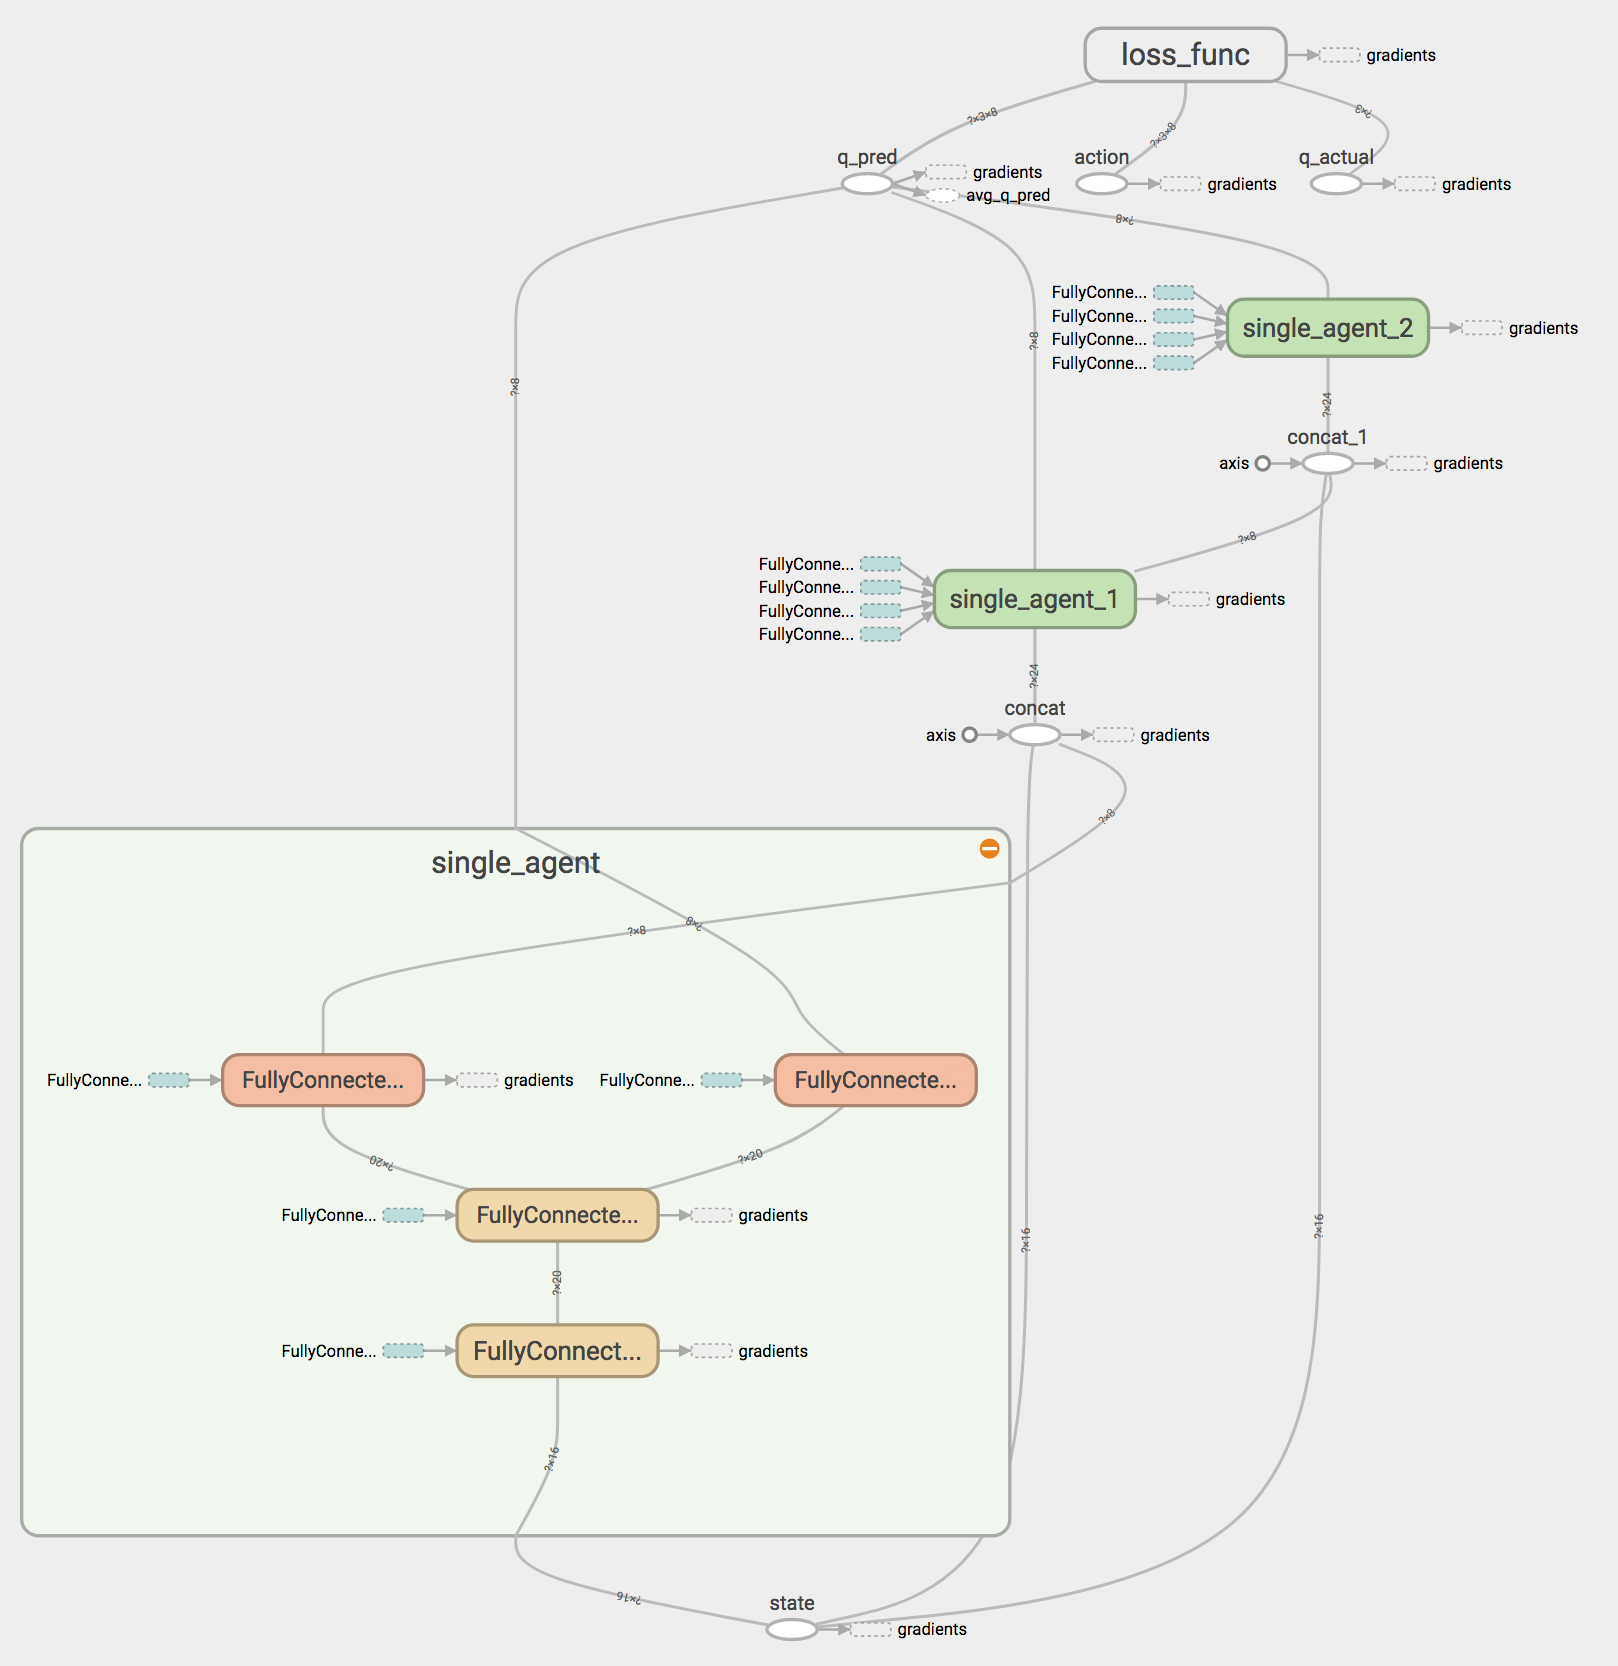 loss_func
gradients
?×3×8
?×3×8
?×3
q_pred
gradients
avg_q_pred
action
gradients
q_actual
gradients
?×8
FullyConne...
FullyConne...
FullyConne...
FullyConne...
single_agent_2
gradients
?×8
?×8
?×24
concat_1
axis
gradients
?×8
FullyConne...
FullyConne...
FullyConne...
FullyConne...
single_agent_1
gradients
?×24
concat
axis
gradients
?×8
single_agent
?×8
?×8
FullyConne...
FullyConnecte...
gradients
FullyConne...
FullyConnecte...
?×20
?×20
FullyConne...
FullyConnecte...
gradients
?×16
?×16
?×20
FullyConne...
FullyConnect...
gradients
?×16
?×16
state
gradients